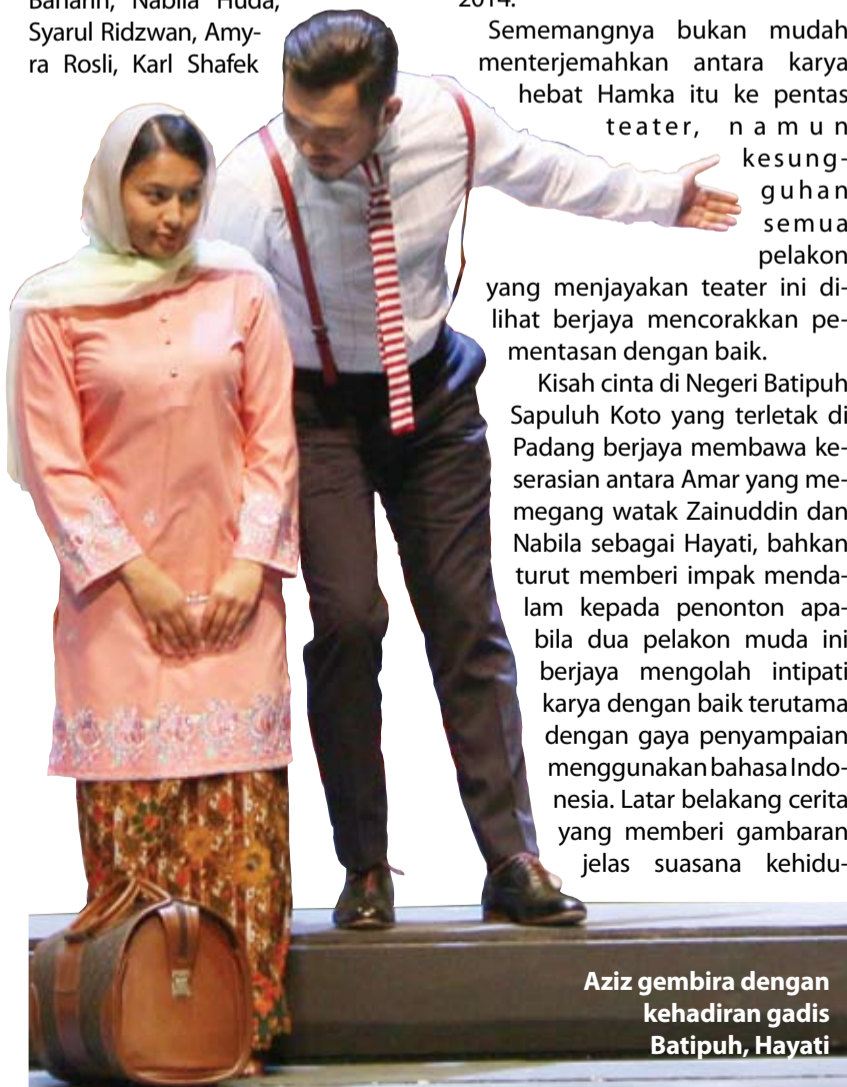 Baharin, Nabila Huda,
Syarul Ridzwan, Amy-
ra Rosli, Karl Shafek
2014.
Sememangnya bukan mudah
menterjemahkan antara karya
hebat Hamka itu ke pentas
teater, namun
kesung-
guhan
semua
pelakon
yang menjayakan teater ini di-
lihat berjaya mencorakkan pe-
mentasan dengan baik.
Kisah cinta di Negeri Batipuh
Sapuluh Koto yang terletak di
Padang berjaya membawa ke-
serasian antara Amar yang me-
megang watak Zainuddin dan
Nabila sebagai Hayati, bahkan
turut memberi impak menda-
lam kepada penonton apa-
bila dua pelakon muda ini
berjaya mengolah intipati
karya dengan baik terutama
dengan gaya penyampaian
menggunakan bahasa Indo-
nesia. Latar belakang cerita
yang memberi gambaran
jelas suasana kehidu-
Aziz gembira dengan
kehadiran gadis
Batipuh, Hayati